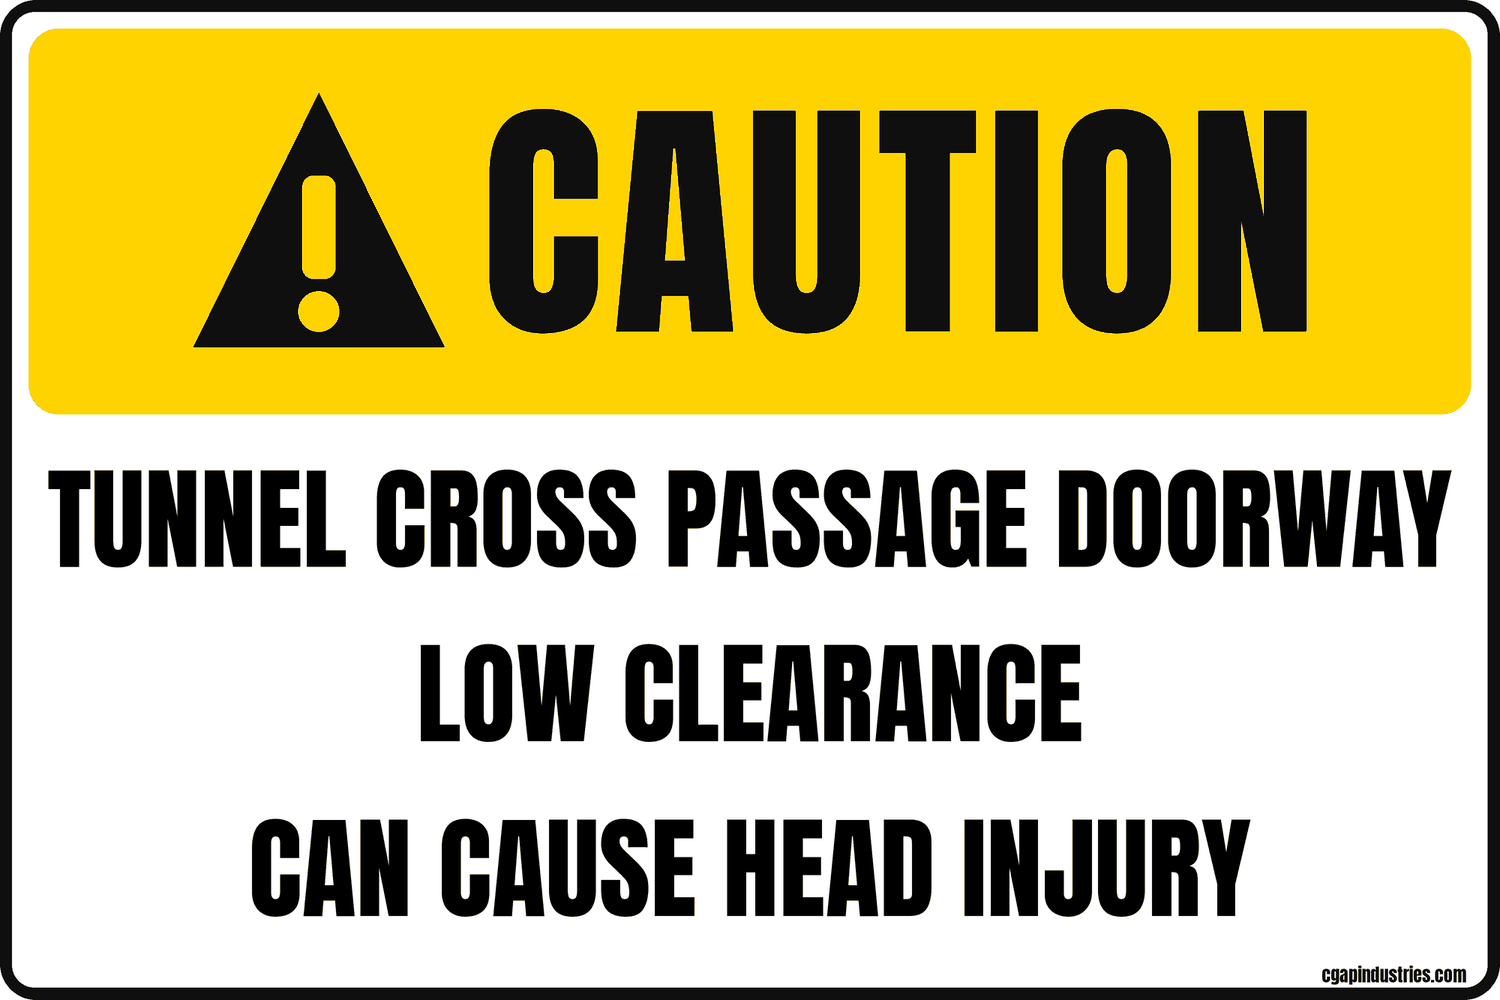 CAUTION
TUNNEL CROSS PASSAGE DOORWAY
LOW CLEARANCE
CAN CAUSE HEAD INJURY
cgapindustries.com